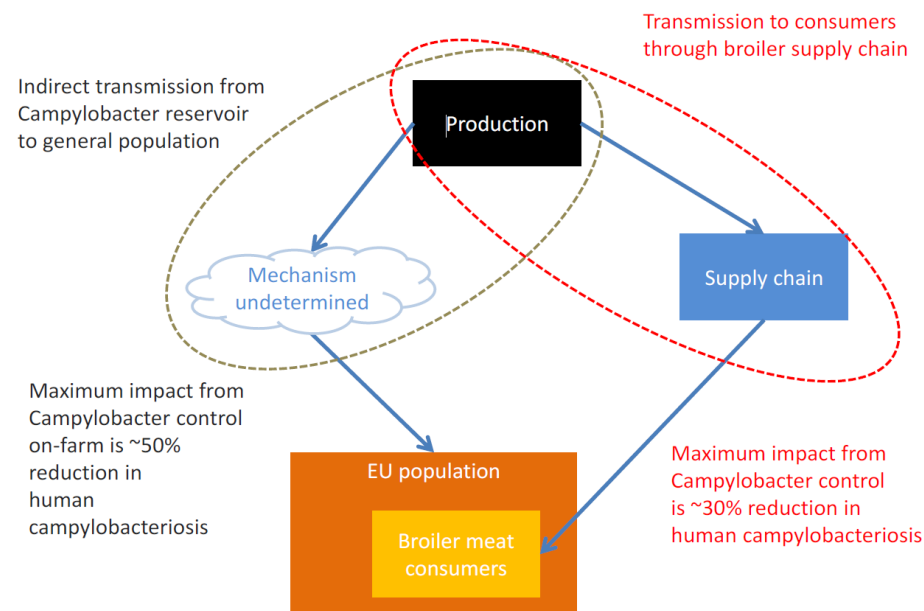 Transmission to consumers
through broiler supply chain
Indirect transmission from
Campylobacter reservoir
to general population
Production
Mechanism
undetermined
Supply chain
Maximum impact from
Campylobacter control
on-farm is ~50%
reduction in
human
campylobacteriosis
EU population
Broiler meat
consumers
Maximum impact from
Campylobacter control
is ~30% reduction in
human campylobacteriosis